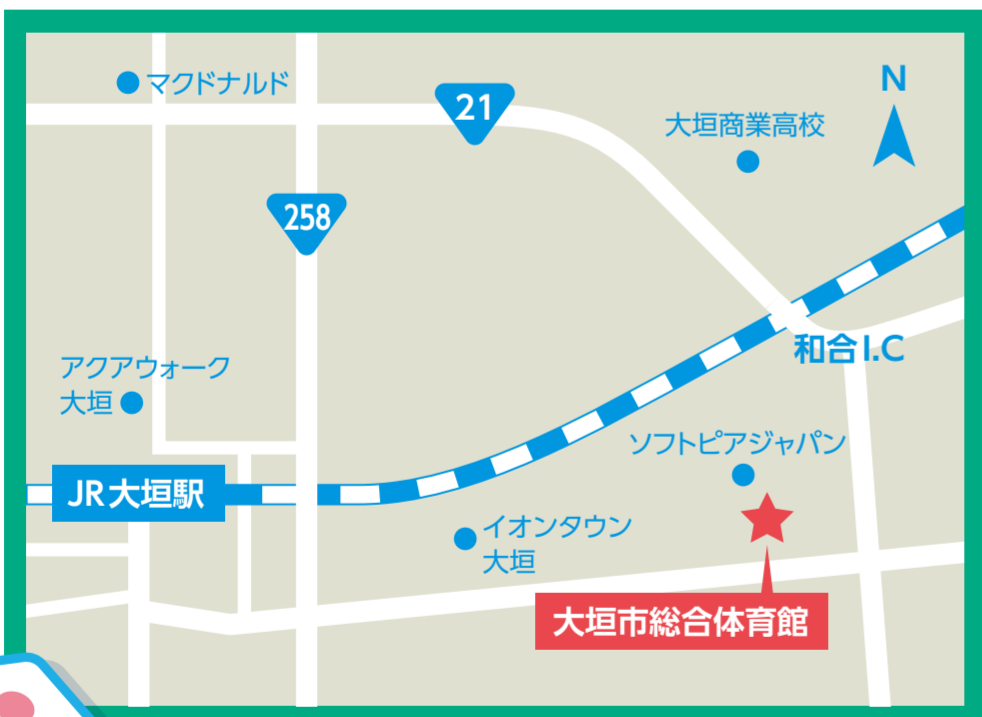 マクドナルド
21
N
大垣商業高校
258
和合I.C
アクアウォーク
大垣
ソフトピアジャパン
JR大垣駅
イオンタウン
大垣
大垣市総合体育館